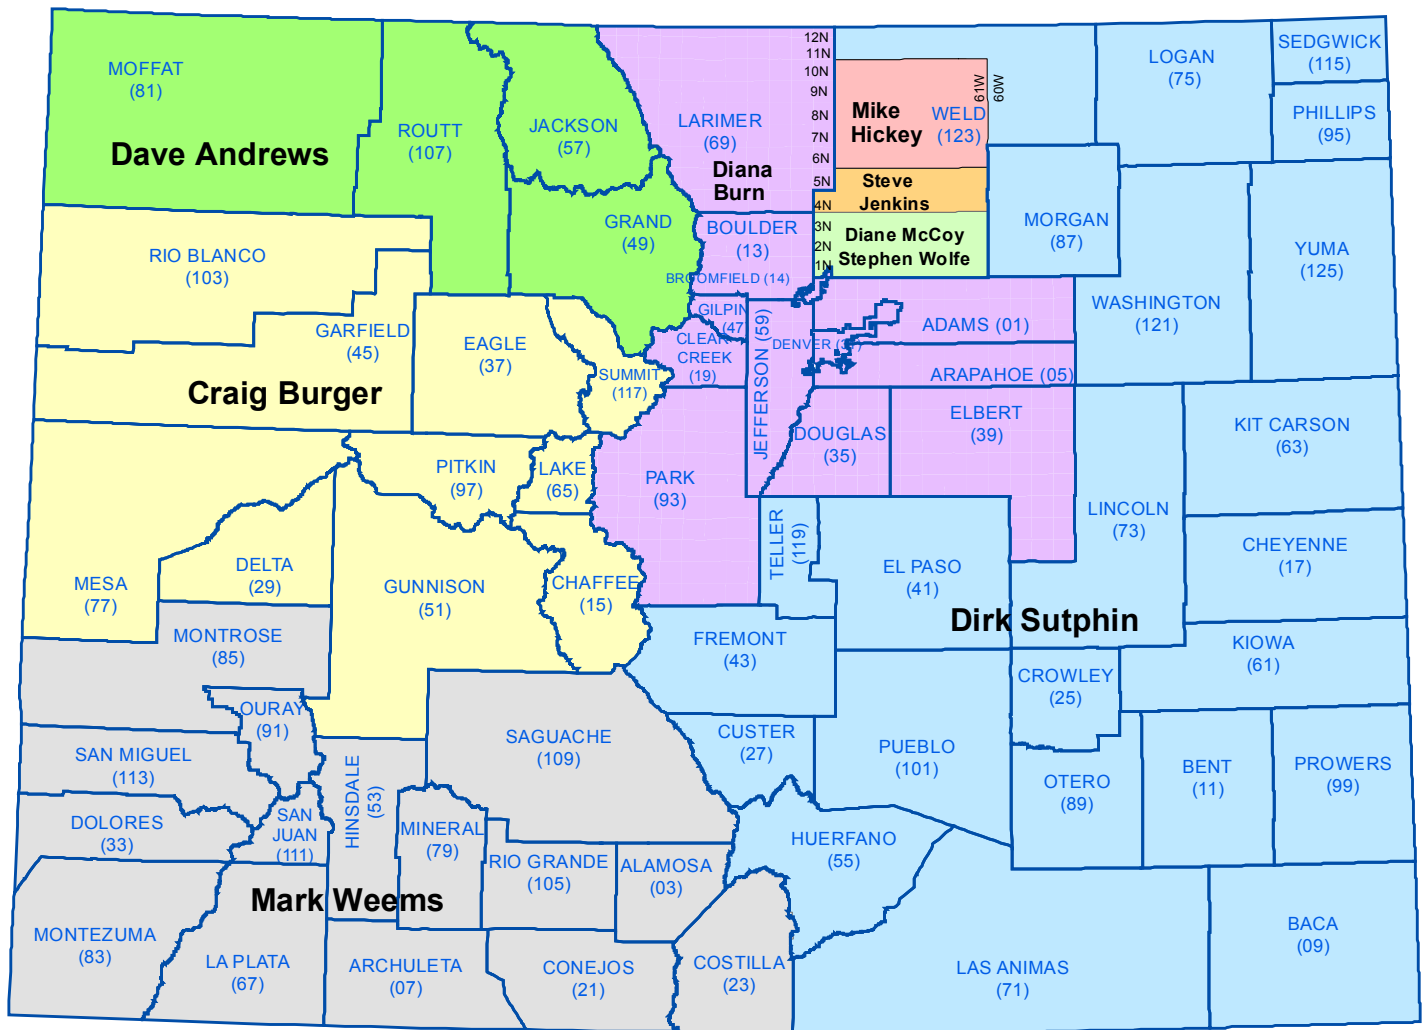 MOFFAT
(81)
Dave Andrews
ROUTT
(107)
JACKSON
(57)
LARIMER
(69)
Diana
Burn
12N
11N
10N
9N
8N
7N
6N
5N
4N
3N
2N
1N
Mike
Hickey
WELD
(123)
61W
60W
Steve
Jenkins
Diane McCoy
Stephen Wolfe
LOGAN
(75)
SEDGWICK
(115)
PHILLIPS
(95)
MORGAN
(87)
YUMA
(125)
WASHINGTON
(121)
GRAND
(49)
BOULDER
(13)
BROOMFIELD (14)
RIO BLANCO
(103)
GARFIELD
(45)
Craig Burger
EAGLE
(37)
SUMMIT
(117)
GILPIN
(47
CLEAR
CREEK
(19)
JEFFERSON (59)
DENVER
ADAMS (01)
ARAPAHOE (05)
DOUGLAS
(35)
ELBERT
(39)
KIT CARSON
(63)
PITKIN
(97)
LAKE
(65)
PARK
(93)
TELLER
(119)
LINCOLN
(73)
CHEYENNE
(17)
EL PASO
(41)
Dirk Sutphin
MESA
(77)
DELTA
(29)
GUNNISON
(51)
CHAFFEE
(15)
FREMONT
(43)
KIOWA
(61)
CROWLEY
(25)
MONTROSE
(85)
OURAY
(91)
SAN MIGUEL
(113)
HINSDALE
(53)
SAGUACHE
(109)
CUSTER
(27)
PUEBLO
(101)
OTERO
(89)
BENT
(11)
PROWERS
(99)
DOLORES
(33)
SAN
JUAN
(111)
MINERAL
(79)
RIO GRANDE
(105)
ALAMOSA
(03)
HUERFANO
(55)
Mark Weems
MONTEZUMA
(83)
LA PLATA
(67)
ARCHULETA
(07)
CONEJOS
(21)
COSTILLA
(23)
LAS ANIMAS
(71)
BACA
(09)